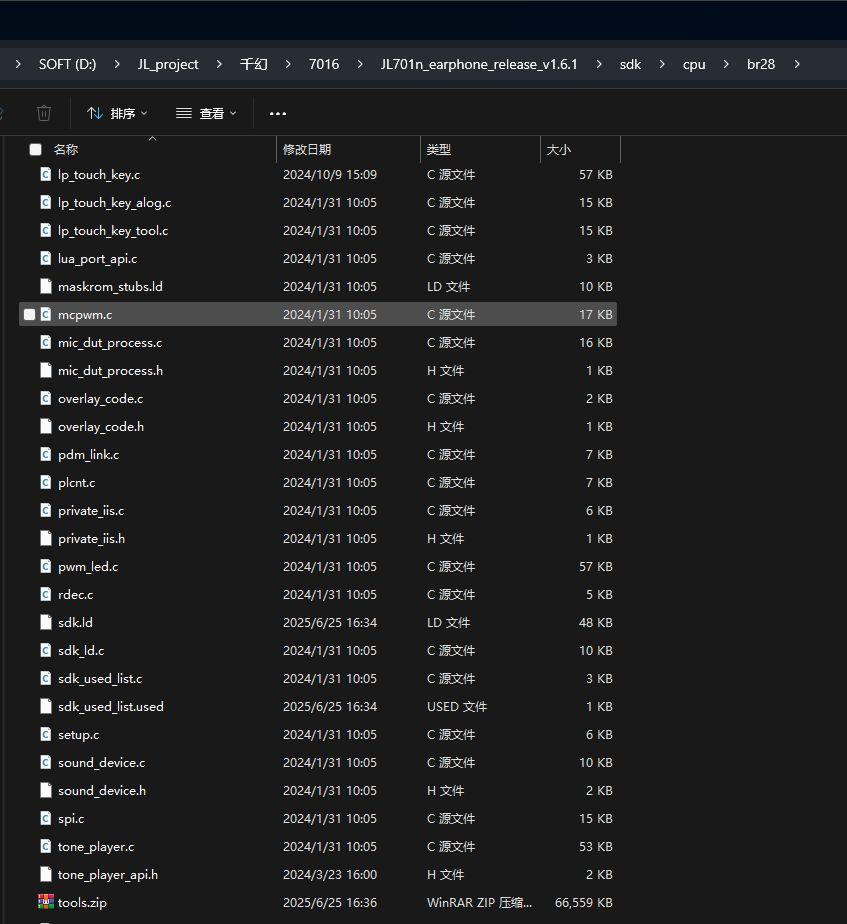 SOFT (D:) JL_project 千幻 7016 JL701n_earphone_release_v1.6.1 sdk cpu br28
排序 查看 ...
名称 修改日期 类型 大小
lp_touch_key.c 2024/10/9 15:09 C 源文件 57 KB
lp_touch_key_alog.c 2024/1/31 10:05 C 源文件 15 KB
lp_touch_key_tool.c 2024/1/31 10:05 C 源文件 15 KB
lua_port_api.c 2024/1/31 10:05 C 源文件 3 KB
maskrom_stubs.ld 2024/1/31 10:05 LD 文件 10 KB
mcpwm.c 2024/1/31 10:05 C 源文件 17 KB
mic_dut_process.c 2024/1/31 10:05 C 源文件 16 KB
mic_dut_process.h 2024/1/31 10:05 H 文件 1 KB
overlay_code.c 2024/1/31 10:05 C 源文件 2 KB
overlay_code.h 2024/1/31 10:05 H 文件 1 KB
pdm_link.c 2024/1/31 10:05 C 源文件 7 KB
plcnt.c 2024/1/31 10:05 C 源文件 7 KB
private_iis.c 2024/1/31 10:05 C 源文件 6 KB
private_iis.h 2024/1/31 10:05 H 文件 1 KB
pwm_led.c 2024/1/31 10:05 C 源文件 57 KB
rdec.c 2024/1/31 10:05 C 源文件 5 KB
sdk.ld 2025/6/25 16:34 LD 文件 48 KB
sdk_ld.c 2024/1/31 10:05 C 源文件 10 KB
sdk_used_list.c 2024/1/31 10:05 C 源文件 3 KB
sdk_used_list.used 2025/6/25 16:34 USED 文件 1 KB
setup.c 2024/1/31 10:05 C 源文件 6 KB
sound_device.c 2024/1/31 10:05 C 源文件 10 KB
sound_device.h 2024/1/31 10:05 H 文件 2 KB
spi.c 2024/1/31 10:05 C 源文件 15 KB
tone_player.c 2024/1/31 10:05 C 源文件 53 KB
tone_player_api.h 2024/3/23 16:00 H 文件 2 KB
tools.zip 2025/6/25 16:36 WinRAR ZIP 压缩... 66,559 KB